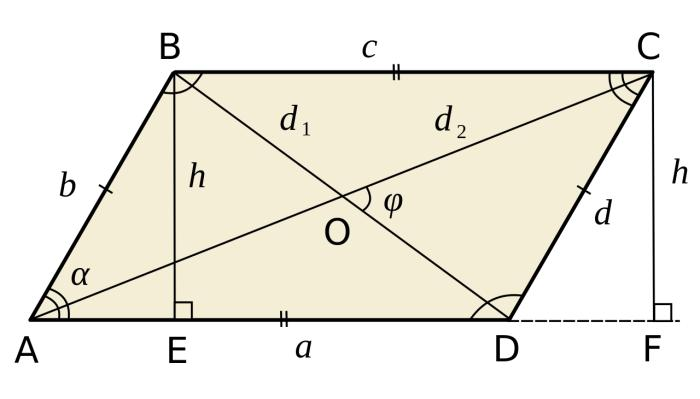 B c C
d1 d2
b h h
φ d
O
α
A E a D F